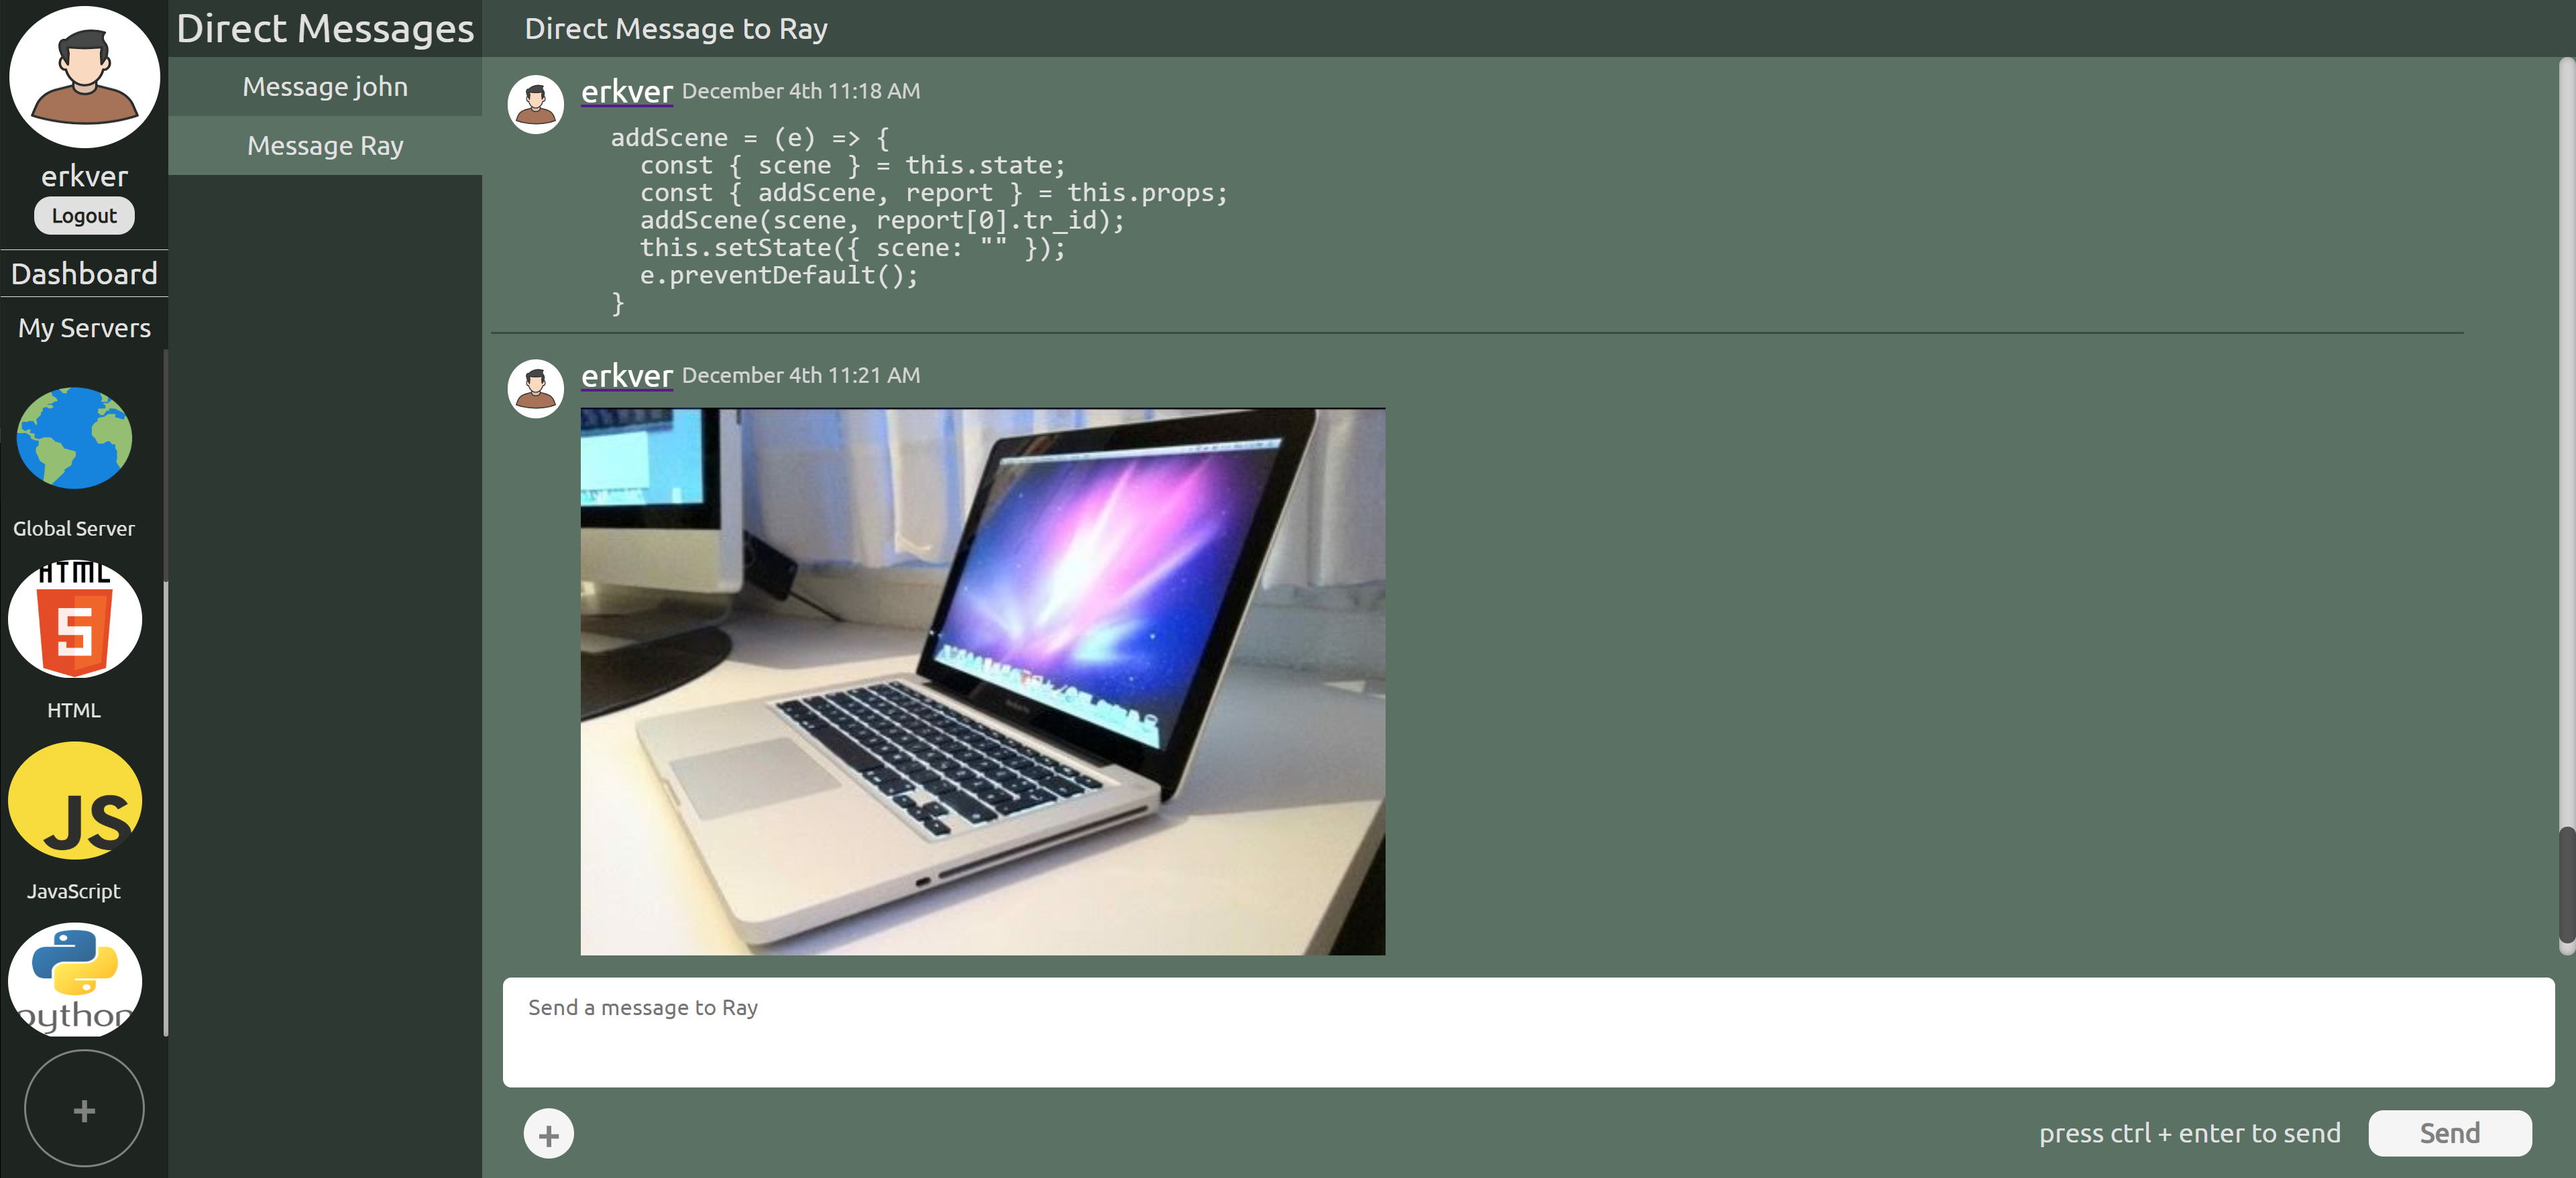 erkver
Logout
Dashboard
My Servers
Global Server
HTML
5
HTML
JS
JavaScript
python
+
Direct Messages
Message john
Message Ray
Direct Message to Ray
erkver December 4th 11:18 AM
addScene = (e) => {
  const { scene } = this.state;
  const { addScene, report } = this.props;
  addScene(scene, report[0].tr_id);
  this.setState({ scene: "" });
  e.preventDefault();
}
erkver December 4th 11:21 AM
Send a message to Ray
+
press ctrl + enter to send
Send